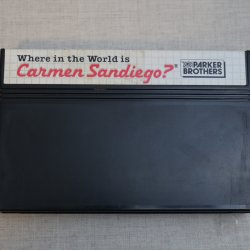 Where in the World is
Carmen Sandiego?
PARKER
BROTHERS